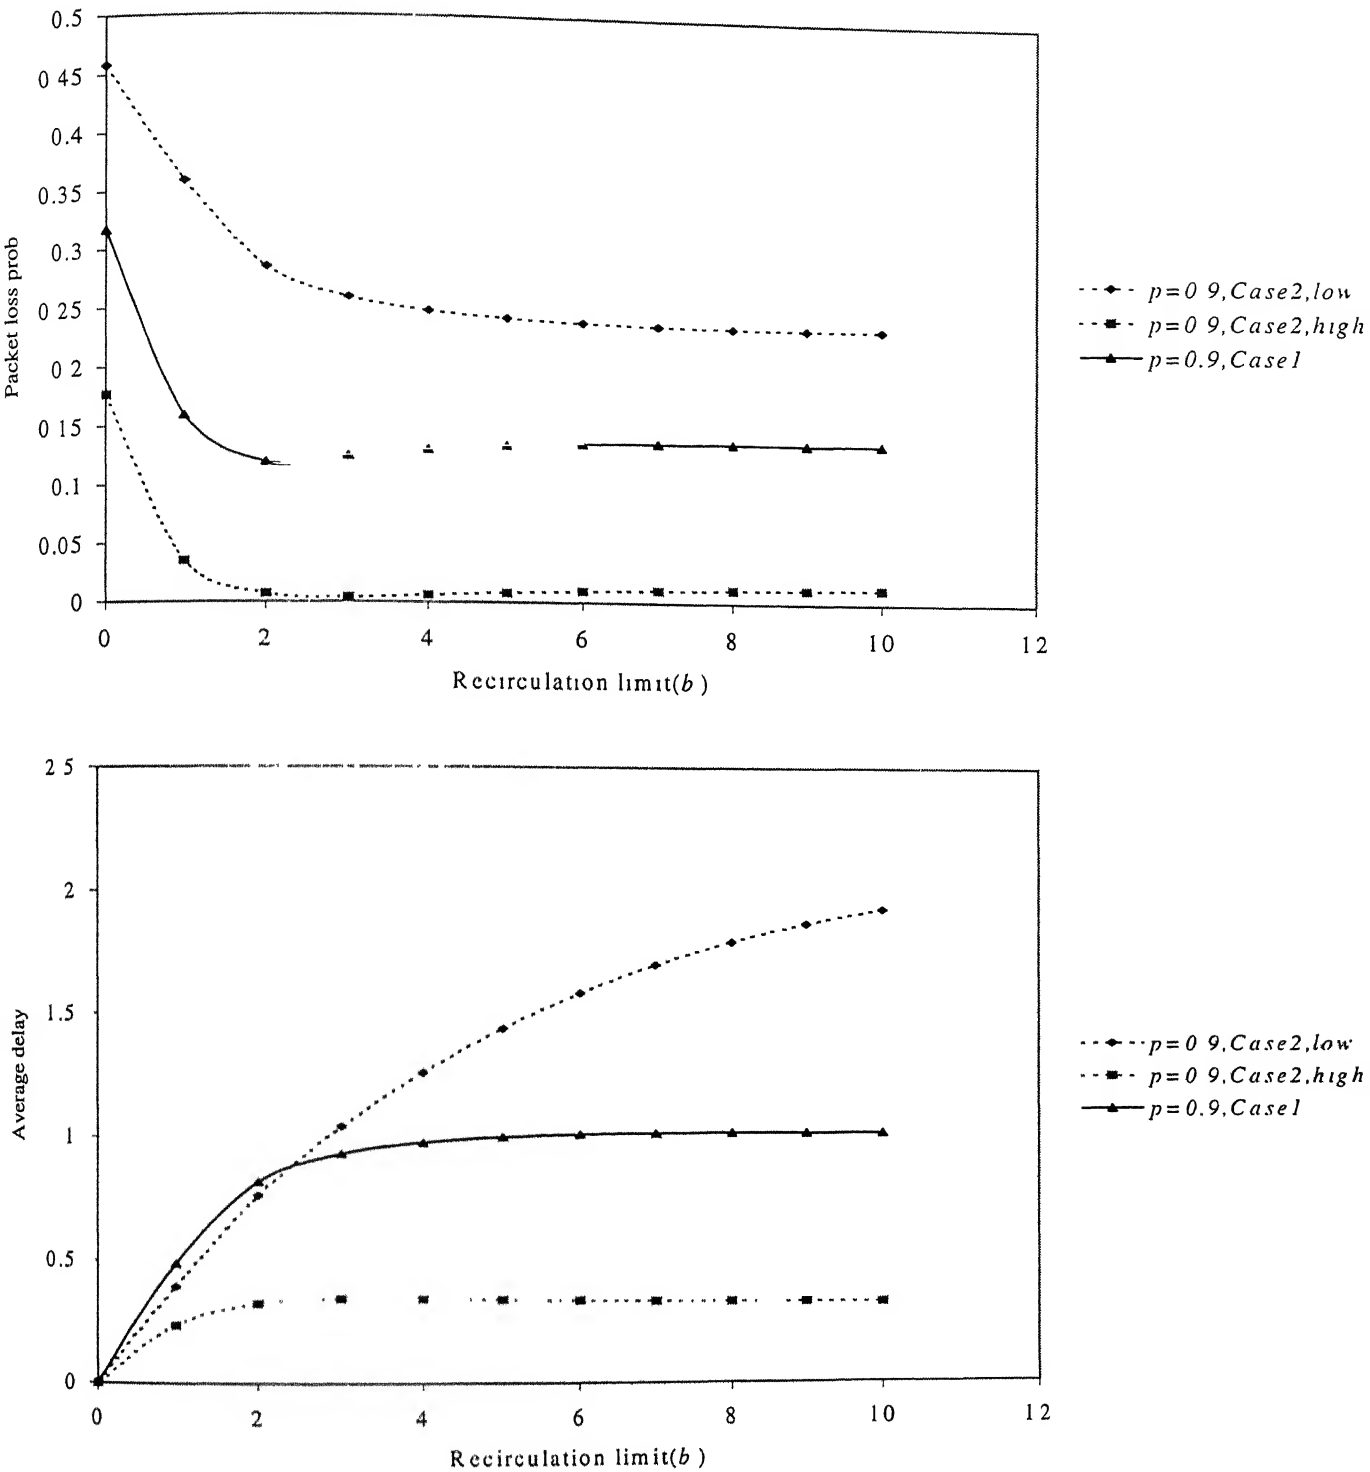 0.5
0 45
0.4
0 35
0.3
0 25
0 2
0 15
0.1
0.05
0
Packet loss prob
0 2 4 6 8 10 12
Recirculation limit(b )
p=0 9,Case2,low
p=0 9,Case2,high
p=0.9,Case1
2 5
2
1.5
1
0.5
0
Average delay
0 2 4 6 8 10 12
Recirculation limit(b )
p=0 9,Case2,low
p=0 9,Case2,high
p=0.9,Case1